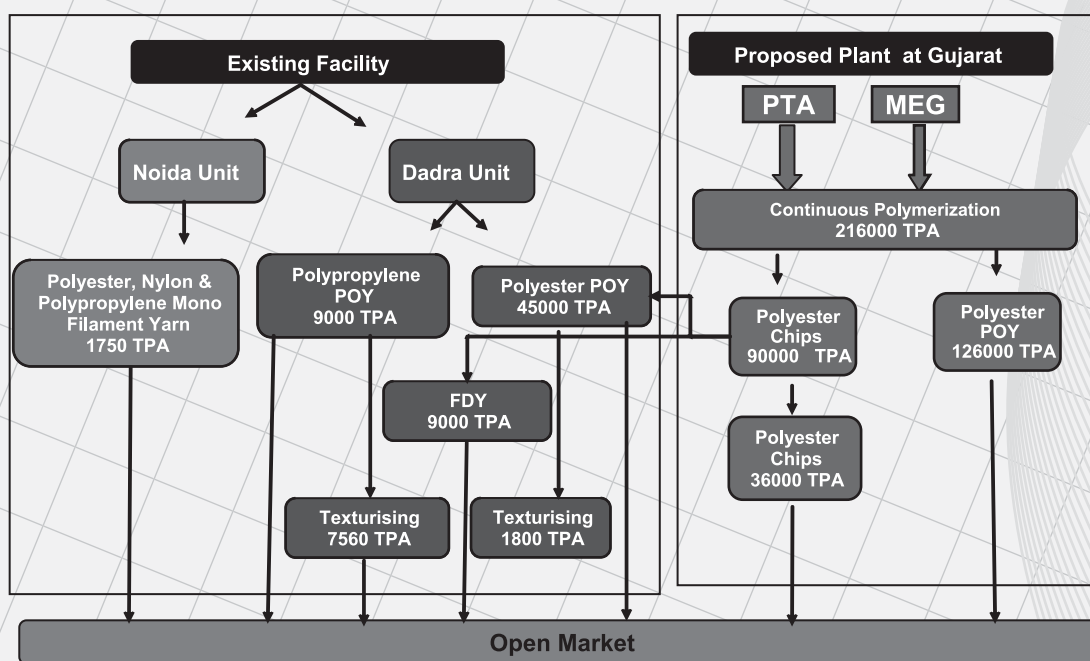 Existing Facility
Proposed Plant at Gujarat
PTA
MEG
Noida Unit
Dadra Unit
Continuous Polymerization
216000 TPA
Polyester, Nylon &
Polypropylene Mono
Filament Yarn
1750 TPA
Polypropylene
POY
9000 TPA
Polyester POY
45000 TPA
Polyester
Chips
90000 TPA
Polyester
POY
126000 TPA
FDY
9000 TPA
Polyester
Chips
36000 TPA
Texturising
7560 TPA
Texturising
1800 TPA
Open Market